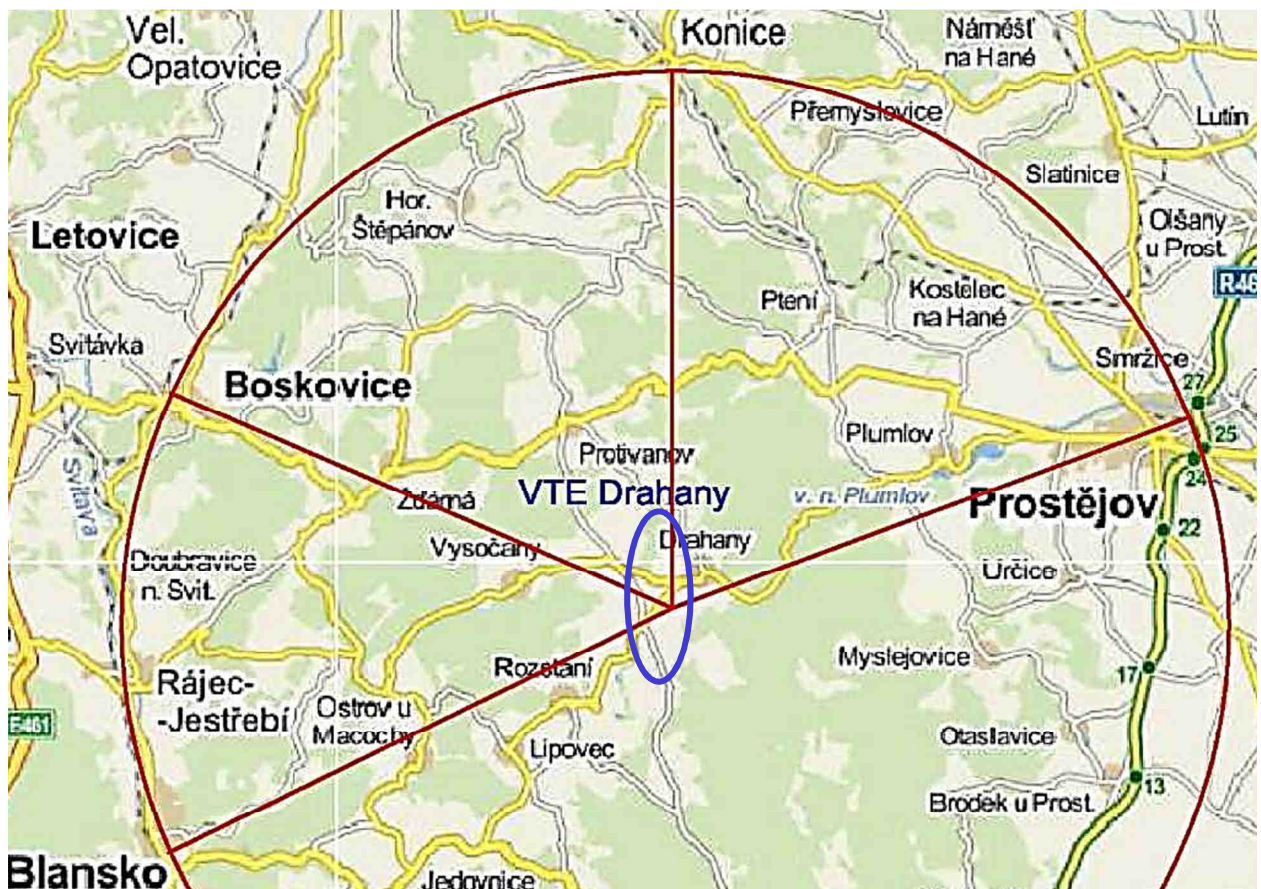 Vel.
Opatovice
Konice
Náměšť
na Hané
Přemyslovice
Lutín
Slatinice
Hor.
Štěpánov
Letovice
Olšany
u Prost.
R46
Ptení
Kostelec
na Hané
Svitávka
Smržice
Boskovice
27
Plumlov
25
Protivanov
24
Svitava
Žďárná
VTE Drahany
v. n. Plumlov
Prostějov
22
Drahany
Vysočany
Doubravice
n. Svit.
Určice
Rozstání
Myslejovice
17
Rájec-
-Jestřebí
Ostrov u
Macochy
E461
Lipovec
Otaslavice
13
Brodek u Prost.
Blansko
Jedovnice